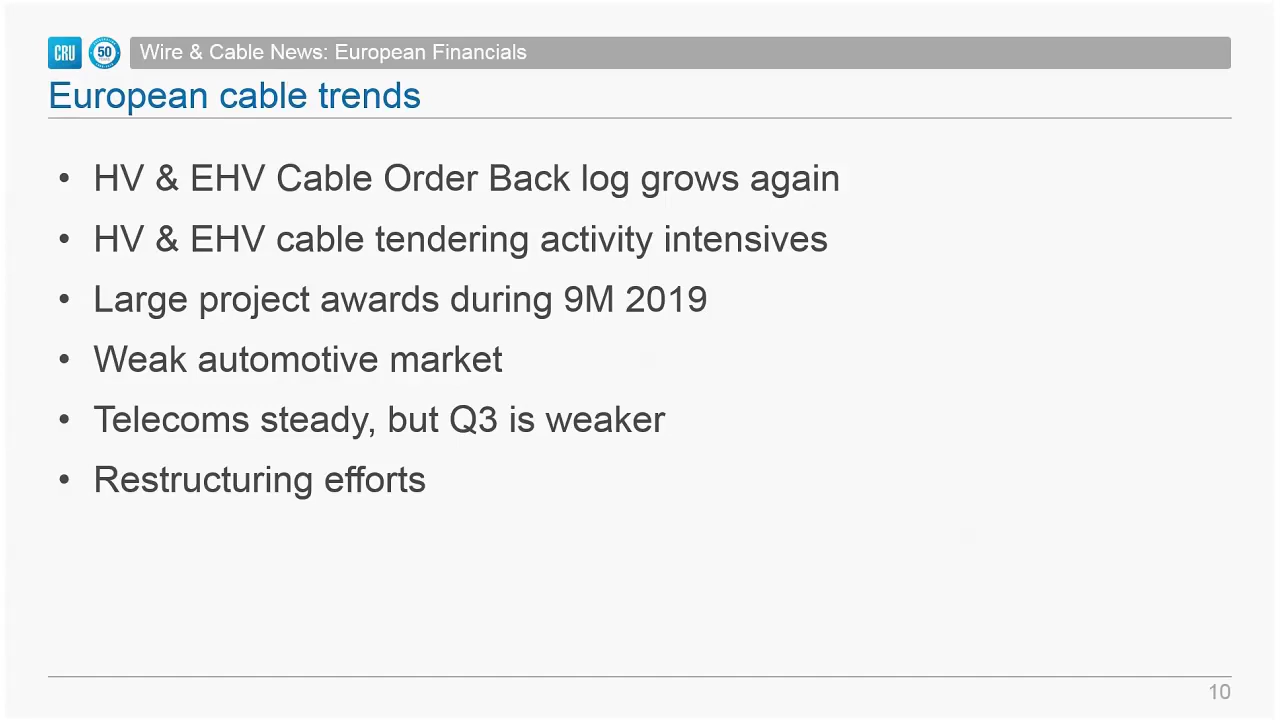 CRU
50
Wire & Cable News: European Financials
European cable trends
• HV & EHV Cable Order Back log grows again
• HV & EHV cable tendering activity intensives
• Large project awards during 9M 2019
• Weak automotive market
• Telecoms steady, but Q3 is weaker
• Restructuring efforts
10